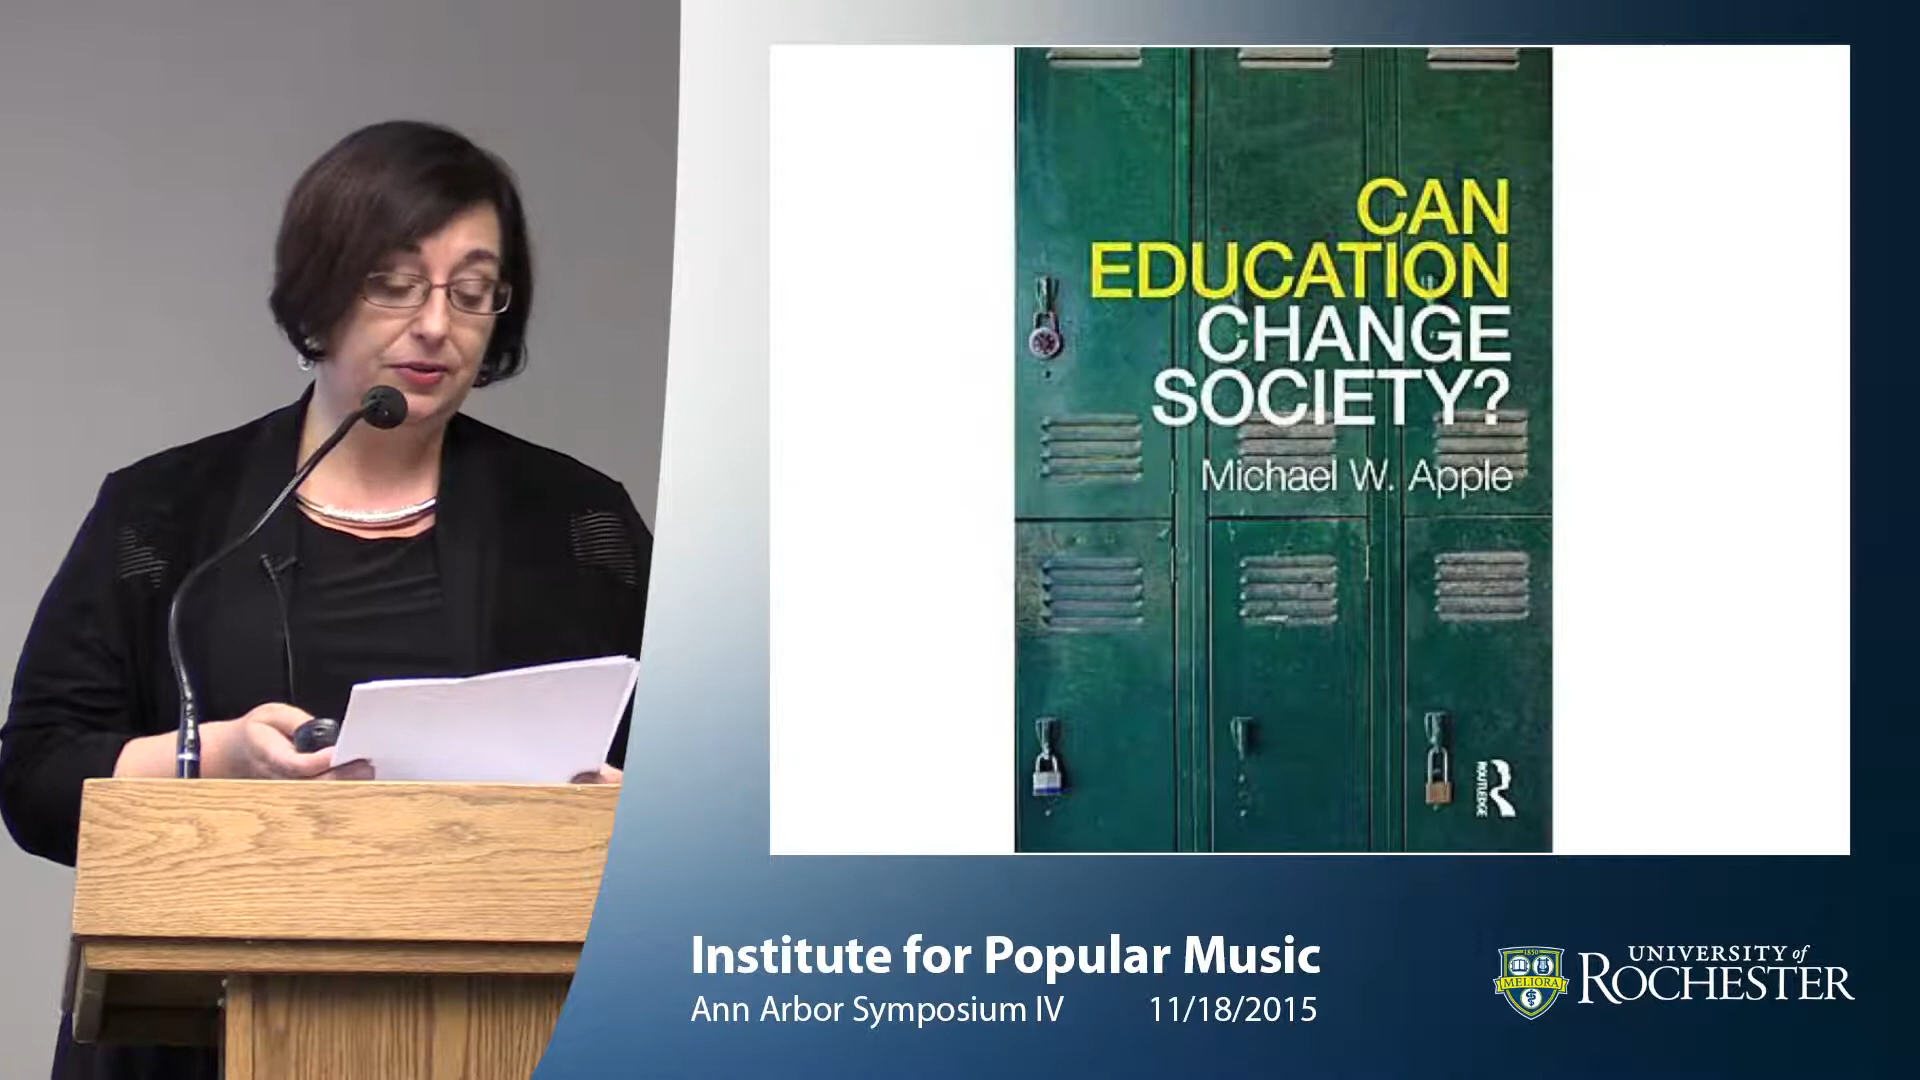 CAN
EDUCATION
CHANGE
SOCIETY?
Michael W. Apple
ROUTLEDGE
Institute for Popular Music
Ann Arbor Symposium IV 11/18/2015
1850
MELIORA
UNIVERSITY of
ROCHESTER